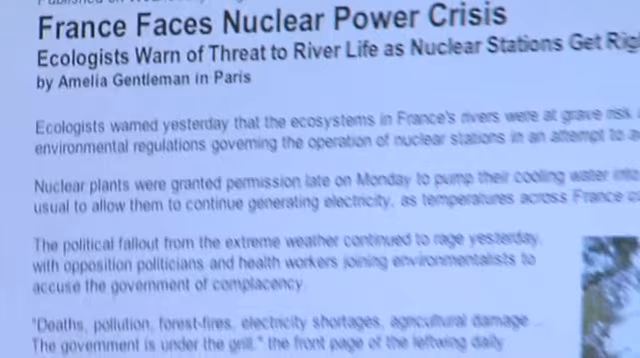 France Faces Nuclear Power Crisis
Ecologists Warn of Threat to River Life as Nuclear Stations Get
by Amelia Gentleman in Paris
Ecologists warned yesterday that the ecosystems in France's rivers were at grave risk
environmental regulations governing the operation of nuclear stations in an attempt to
Nuclear plants were granted permission late on Monday to pump their cooling water into
usual to allow them to continue generating electricity, as temperatures across France
The political fallout from the extreme weather continued to rage yesterday,
with opposition politicians and health workers joining environmentalists to
accuse the government of complacency.
"Deaths, pollution, forest-fires, electricity shortages, agricultural damage...
The government is under the grill," the front page of the leftwing daily